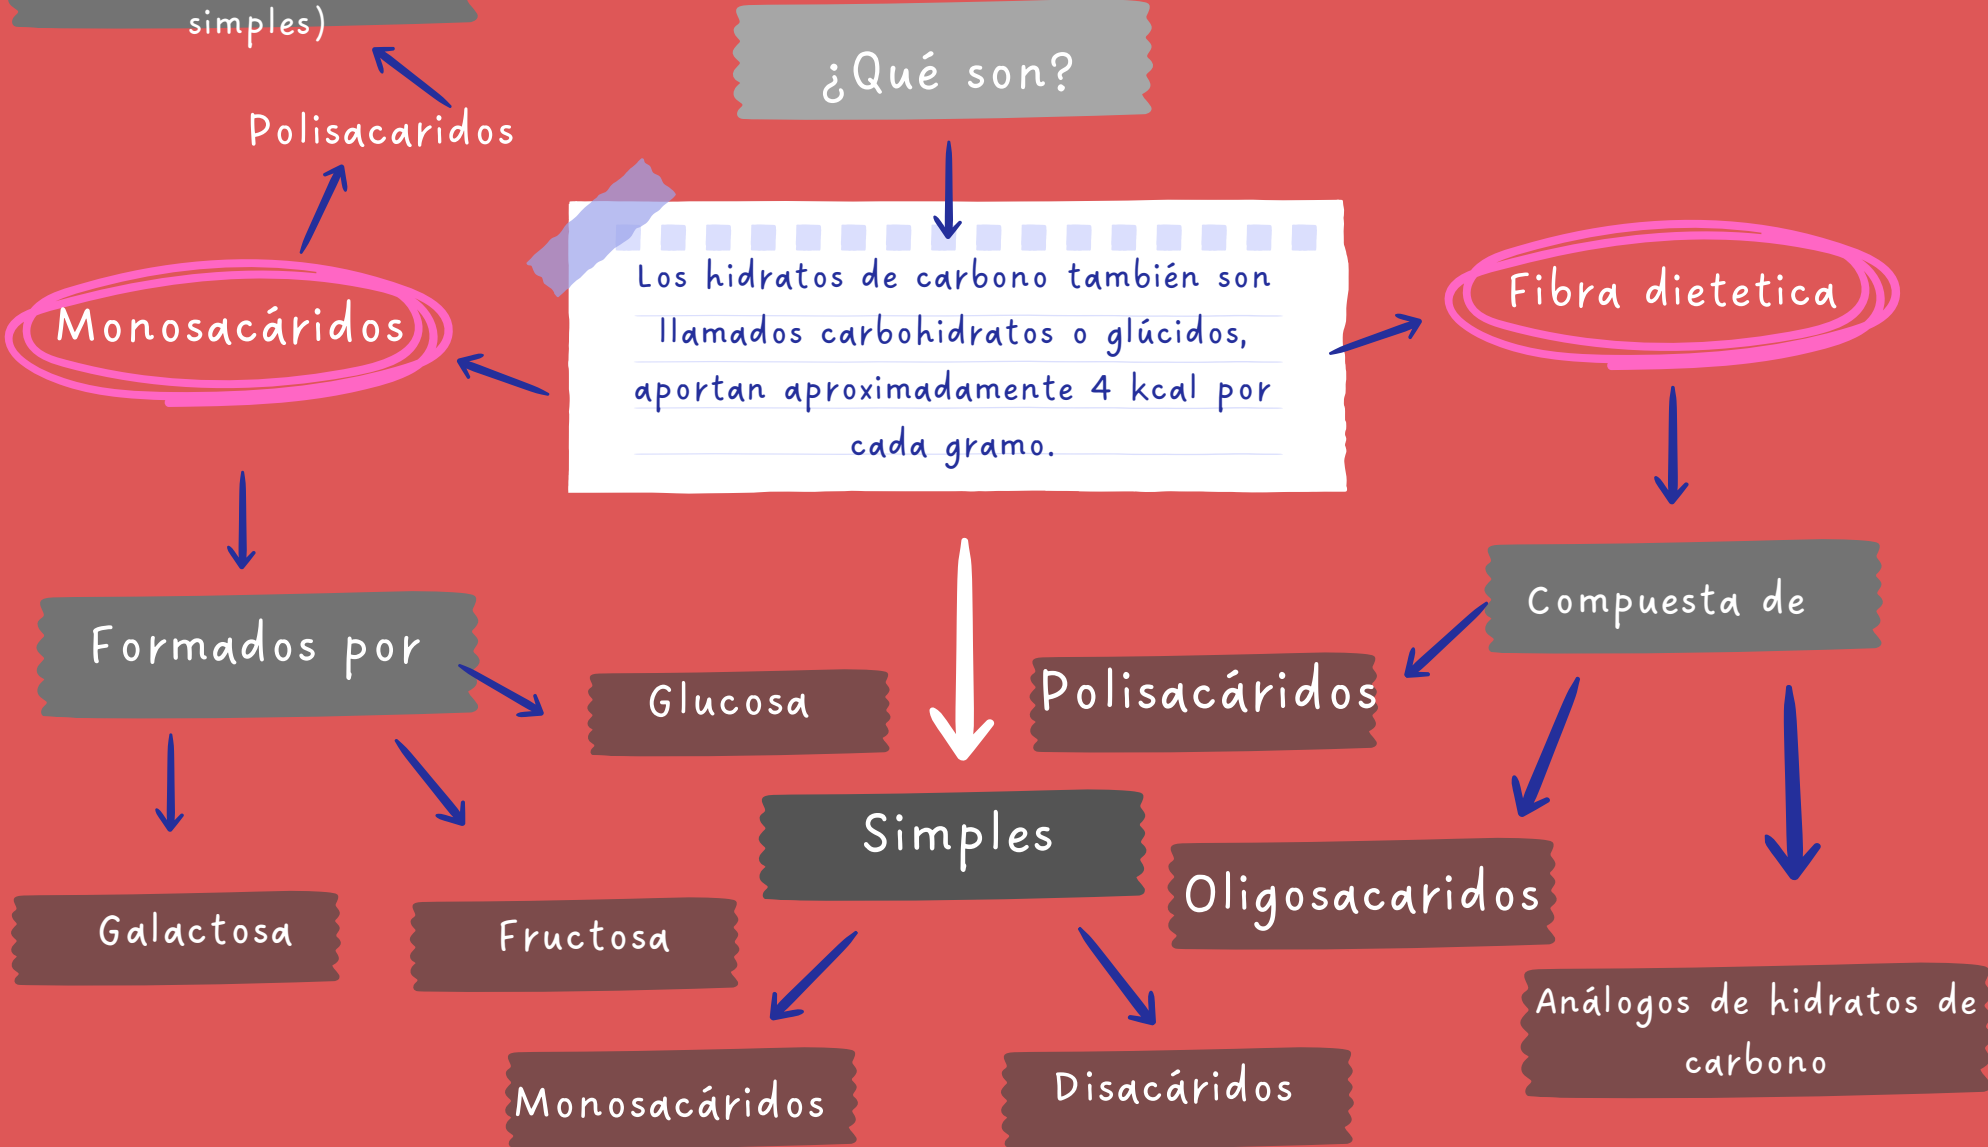 simples)
¿Qué son?
Polisacaridos
Los hidratos de carbono también son
llamados carbohidratos o glúcidos,
aportan aproximadamente 4 kcal por
cada gramo.
Monosacáridos
Fibra dietetica
Formados por
Compuesta de
Glucosa
Polisacáridos
Simples
Oligosacaridos
Galactosa
Fructosa
Análogos de hidratos de
carbono
Monosacáridos
Disacáridos